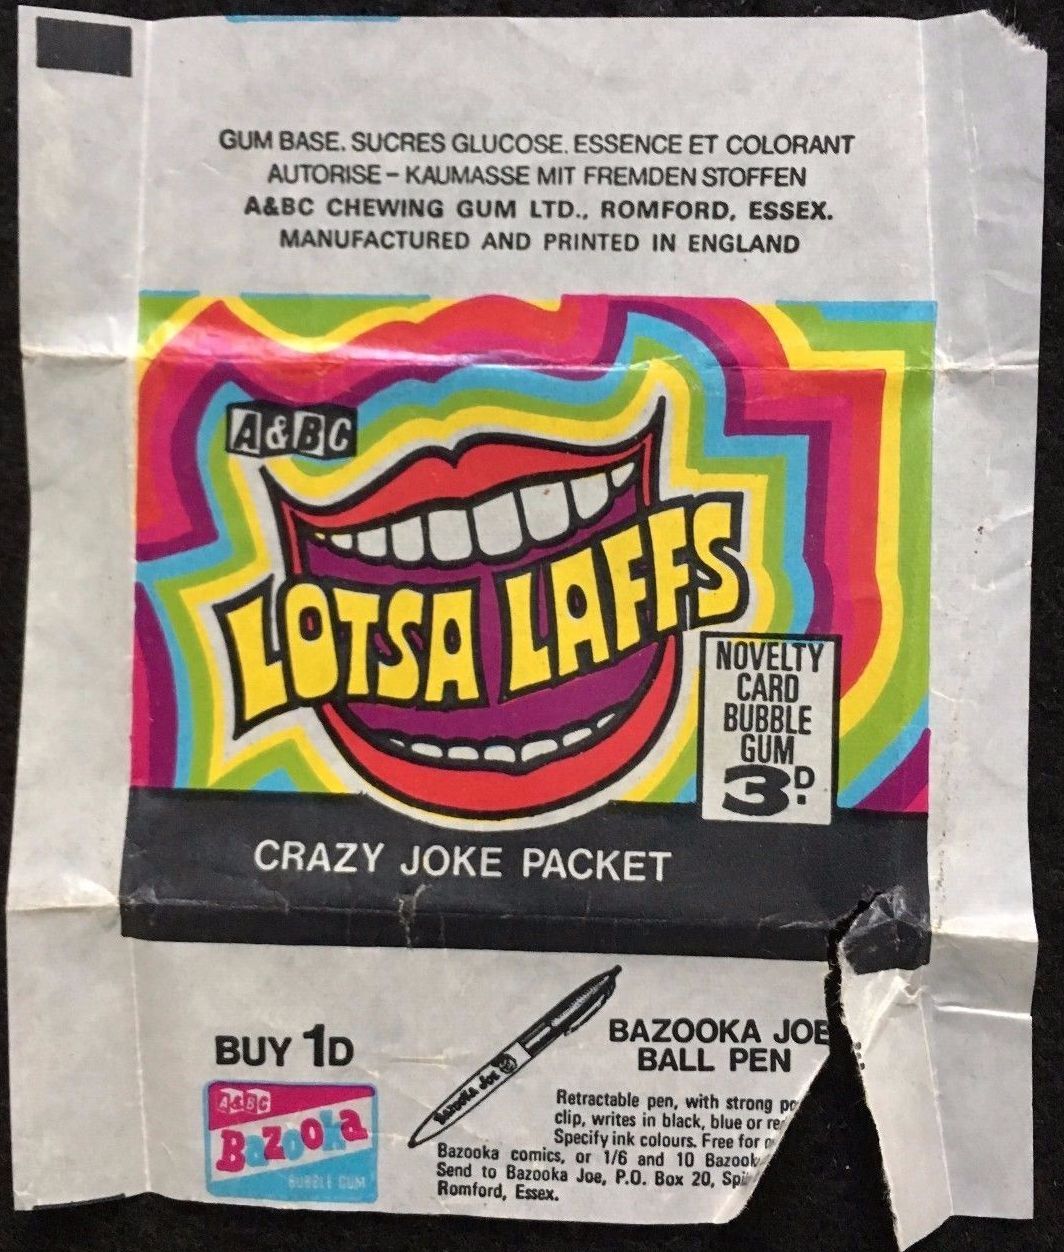 GUM BASE. SUCRES GLUCOSE. ESSENCE ET COLORANT
AUTORISE – KAUMASSE MIT FREMDEN STOFFEN
A&BC CHEWING GUM LTD., ROMFORD, ESSEX.
MANUFACTURED AND PRINTED IN ENGLAND
A&BC
LOTSA LAFFS
NOVELTY
CARD
BUBBLE
GUM
3D.
CRAZY JOKE PACKET
BUY 1D
A&BC
Bazooka
BUBBLE GUM
BAZOOKA JOE
BAZOOKA JOE
BALL PEN
Retractable pen, with strong
clip, writes in black, blue or
Specify ink colours. Free for
Bazooka comics, or 1/6 and 10
Send to Bazooka Joe, P.O. Box 20,
Romford, Essex.